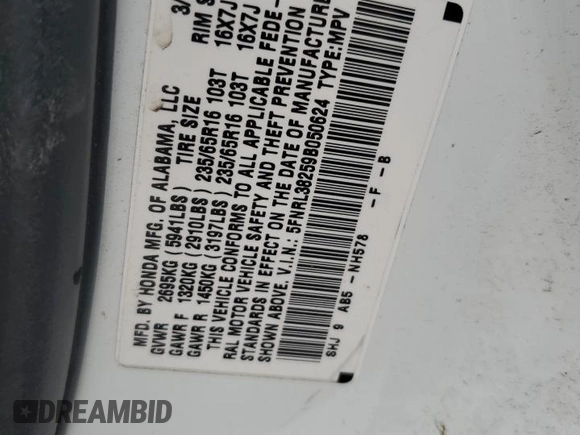 MFD. BY HONDA MFG. OF ALABAMA, LLC 3/
GVWR 2695KG (5941LBS) TIRE SIZE RIM S
GAWR F 1320KG (2910LBS) 235/65R16 103T 16X7J
GAWR R 1450KG (3197LBS) 235/65R16 103T 16X7J
THIS VEHICLE CONFORMS TO ALL APPLICABLE FEDE-
RAL MOTOR VEHICLE SAFETY AND THEFT PREVENTION
STANDARDS IN EFFECT ON THE DATE OF MANUFACTURE
SHOWN ABOVE. V.I.N.: 5FNRL38259B050624 TYPE:MPV
SHJ 9 AB5 - NH578 - F - B
DREAMBID